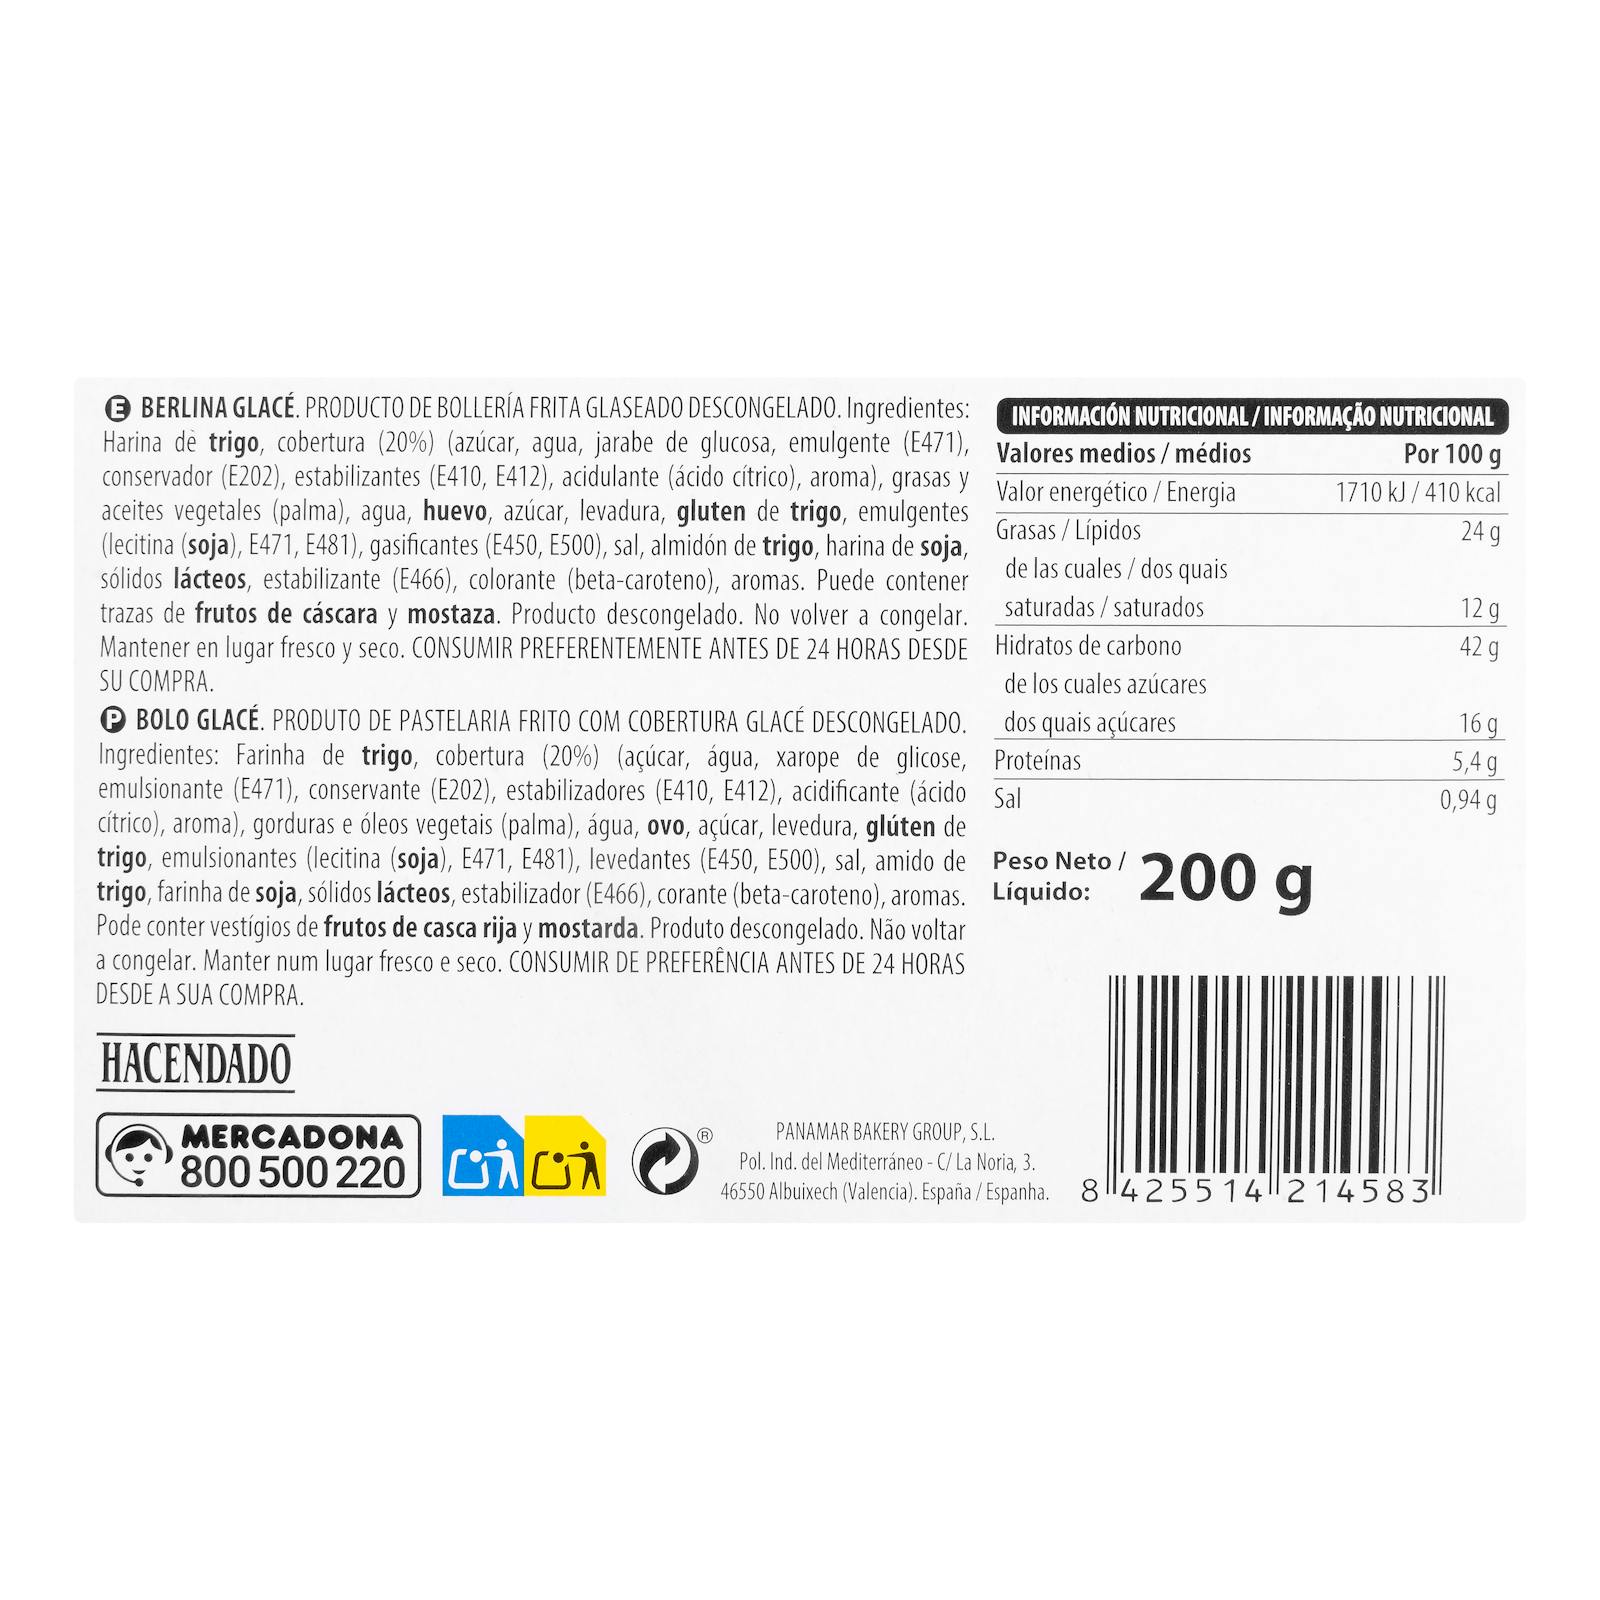 E BERLINA GLACÉ. PRODUCTO DE BOLLERÍA FRITA GLASEADO DESCONGELADO. Ingredientes:
Harina de trigo, cobertura (20%) (azúcar, agua, jarabe de glucosa, emulgente (E471),
conservador (E202), estabilizantes (E410, E412), acidulante (ácido cítrico), aroma), grasas y
aceites vegetales (palma), agua, huevo, azúcar, levadura, gluten de trigo, emulgentes
(lecitina (soja), E471, E481), gasificantes (E450, E500), sal, almidón de trigo, harina de soja,
sólidos lácteos, estabilizante (E466), colorante (beta-caroteno), aromas. Puede contener
trazas de frutos de cáscara y mostaza. Producto descongelado. No volver a congelar.
Mantener en lugar fresco y seco. CONSUMIR PREFERENTEMENTE ANTES DE 24 HORAS DESDE
SU COMPRA.
P BOLO GLACÉ. PRODUTO DE PASTELARIA FRITO COM COBERTURA GLACÉ DESCONGELADO.
Ingredientes: Farinha de trigo, cobertura (20%) (açúcar, água, xarope de glicose,
emulsionante (E471), conservante (E202), estabilizadores (E410, E412), acidificante (ácido
cítrico), aroma), gorduras e óleos vegetais (palma), água, ovo, açúcar, levedura, glúten de
trigo, emulsionantes (lecitina (soja), E471, E481), levedantes (E450, E500), sal, amido de
trigo, farinha de soja, sólidos lácteos, estabilizador (E466), corante (beta-caroteno), aromas.
Pode conter vestígios de frutos de casca rija y mostarda. Produto descongelado. Não voltar
a congelar. Manter num lugar fresco e seco. CONSUMIR DE PREFERÊNCIA ANTES DE 24 HORAS
DESDE A SUA COMPRA.
HACENDADO
MERCADONA
800 500 220
®
PANAMAR BAKERY GROUP, S.L.
Pol. Ind. del Mediterráneo - C/ La Noria, 3.
46550 Albuixech (Valencia). España / Espanha.
INFORMACIÓN NUTRICIONAL / INFORMAÇÃO NUTRICIONAL
Valores medios / médios Por 100 g
Valor energético / Energia 1710 kJ / 410 kcal
Grasas / Lípidos 24 g
de las cuales / dos quais
saturadas / saturados 12 g
Hidratos de carbono 42 g
de los cuales azúcares
dos quais açúcares 16 g
Proteínas 5,4 g
Sal 0,94 g
Peso Neto /
Líquido: 200 g
8 425514 214583